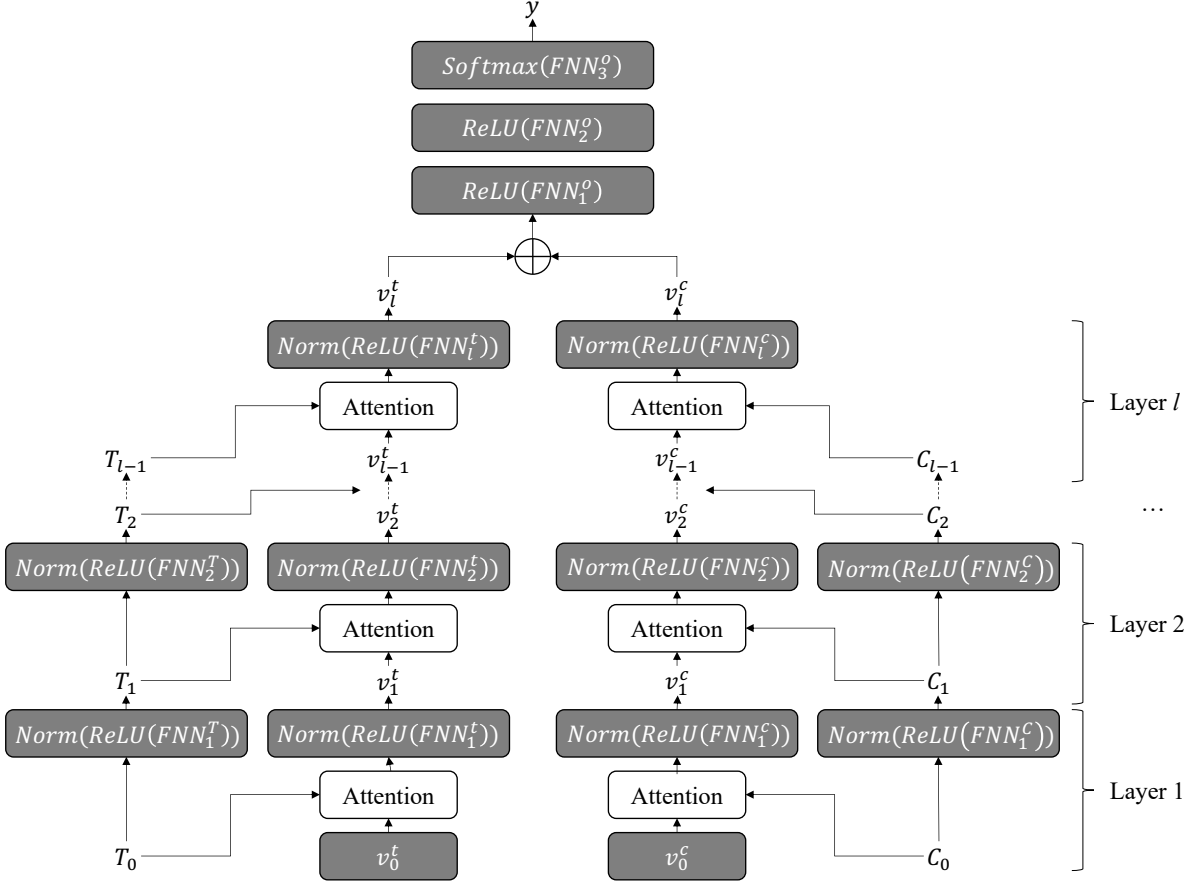 y
Softmax(FNN_3^o)
ReLU(FNN_2^o)
ReLU(FNN_1^o)
v_l^t v_l^c
Norm(ReLU(FNN_l^t)) Norm(ReLU(FNN_l^c))
Attention Attention Layer l
T_{l−1} v_{l−1}^t v_{l−1}^c C_{l−1}
T_2 v_2^t v_2^c C_2 …
Norm(ReLU(FNN_2^T)) Norm(ReLU(FNN_2^t)) Norm(ReLU(FNN_2^c)) Norm(ReLU(FNN_2^C))
Attention Attention Layer 2
T_1 v_1^t v_1^c C_1
Norm(ReLU(FNN_1^T)) Norm(ReLU(FNN_1^t)) Norm(ReLU(FNN_1^c)) Norm(ReLU(FNN_1^C))
Attention Attention Layer 1
T_0 v_0^t v_0^c C_0